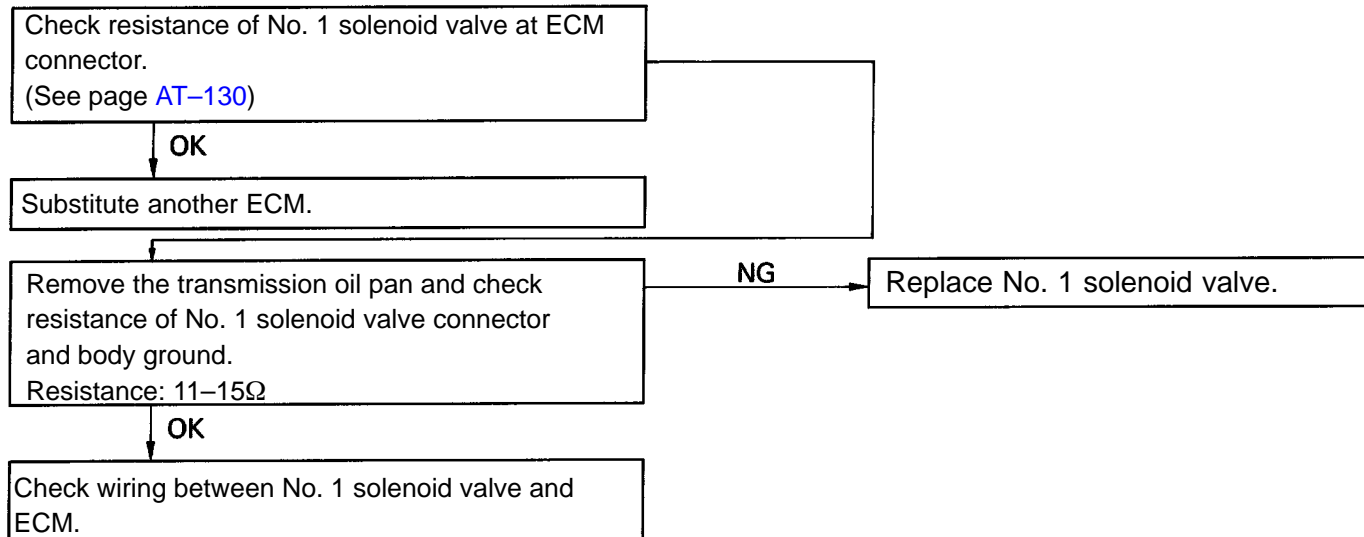 Check resistance of No. 1 solenoid valve at ECM
connector.
(See page AT–130)
OK
Substitute another ECM.
Remove the transmission oil pan and check
resistance of No. 1 solenoid valve connector
and body ground.
Resistance: 11–15Ω
NG
Replace No. 1 solenoid valve.
OK
Check wiring between No. 1 solenoid valve and
ECM.